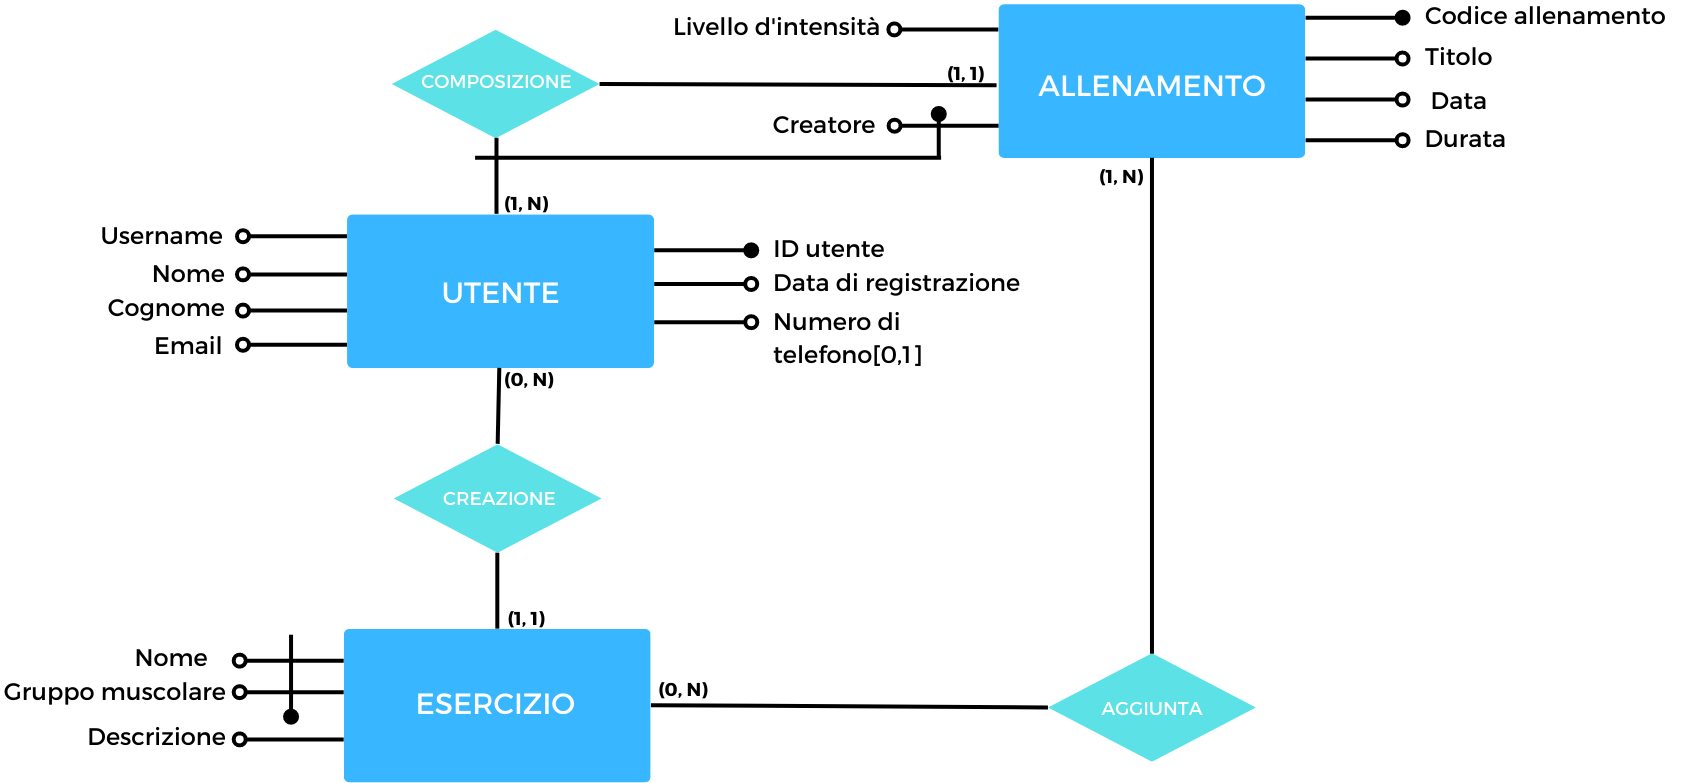 Livello d'intensità
Codice allenamento
COMPOSIZIONE
(1, 1)
ALLENAMENTO
Titolo
Data
Creatore
Durata
(1, N)
(1, N)
Username
ID utente
Nome
Data di registrazione
UTENTE
Cognome
Numero di
telefono[0,1]
Email
(0, N)
CREAZIONE
(1, 1)
Nome
Gruppo muscolare
ESERCIZIO
(0, N)
AGGIUNTA
Descrizione